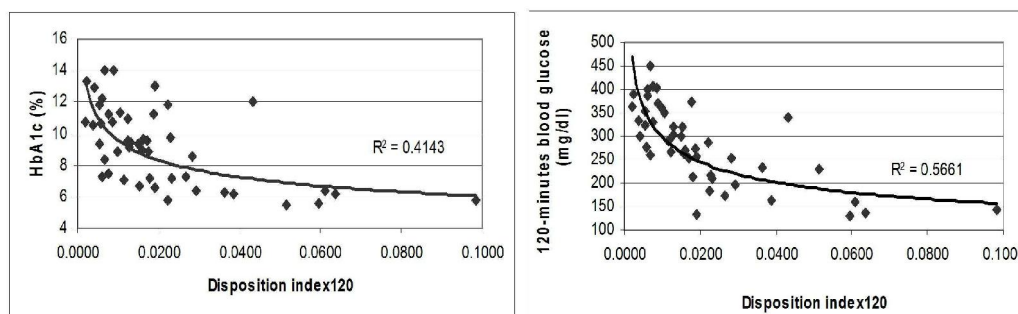 HbA1c (%)
16
14
12
10
8
6
4
R² = 0.4143
0.0000 0.0200 0.0400 0.0600 0.0800 0.1000
Disposition index120
120-minutes blood glucose
(mg/dl)
500
450
400
350
300
250
200
150
100
R² = 0.5661
0.0000 0.0200 0.0400 0.0600 0.0800 0.100
Disposition index120